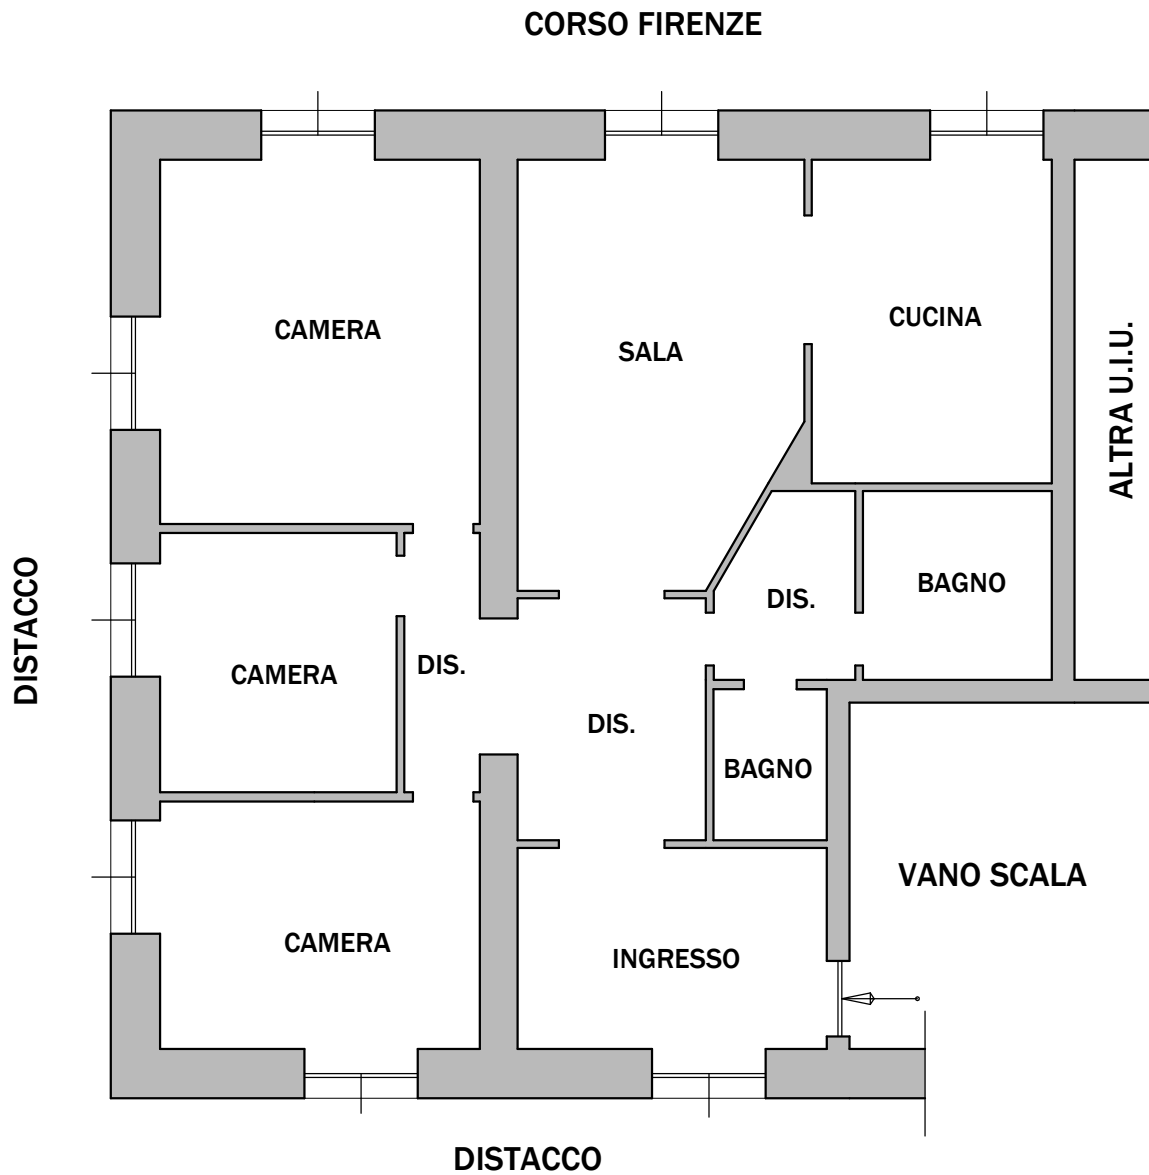 CORSO FIRENZE
CAMERA
SALA
CUCINA
ALTRA U.I.U.
DISTACCO
CAMERA
DIS.
DIS.
BAGNO
DIS.
BAGNO
VANO SCALA
CAMERA
INGRESSO
DISTACCO